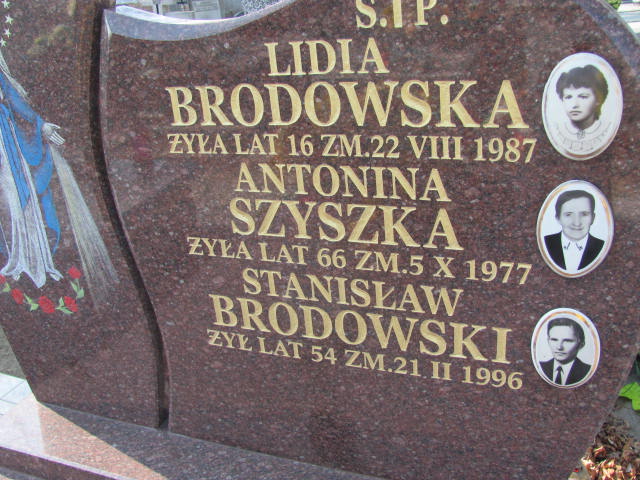 Ś.†P.
LIDIA
BRODOWSKA
ŻYŁA LAT 16 ZM.22 VIII 1987
ANTONINA
SZYSZKA
ŻYŁA LAT 66 ZM.5 X 1977
STANISŁAW
BRODOWSKI
ŻYŁ LAT 54 ZM.21 II 1996